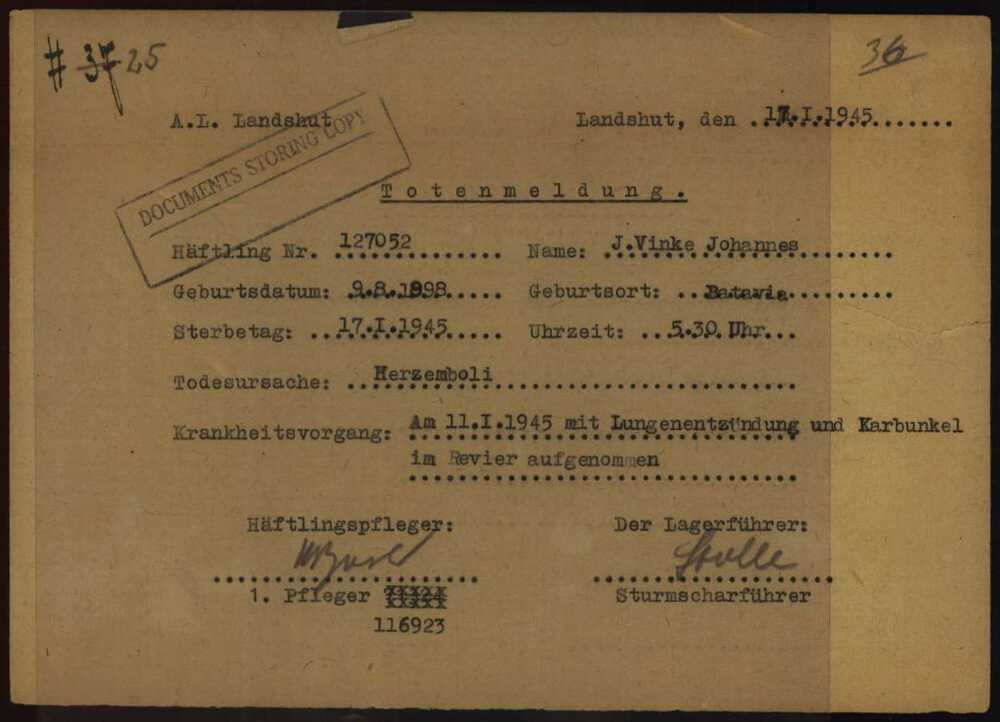 # 37 25
36
A.L. Landshut Landshut, den 17.I.1945
DOCUMENTS STORING COPY
Totenmeldung.
Häftling Nr. 127052 Name: J.Vinke Johannes
Geburtsdatum: 9.8.1898 Geburtsort: Batavia
Sterbetag: 17.I.1945 Uhrzeit: 5.30 Uhr
Todesursache: Herzemboli
Krankheitsvorgang: Am 11.I.1945 mit Lungenentzündung und Karbunkel
im Revier aufgenommen
Häftlingspfleger: Der Lagerführer:
Stolle
1. Pfleger Sturmscharführer
116923